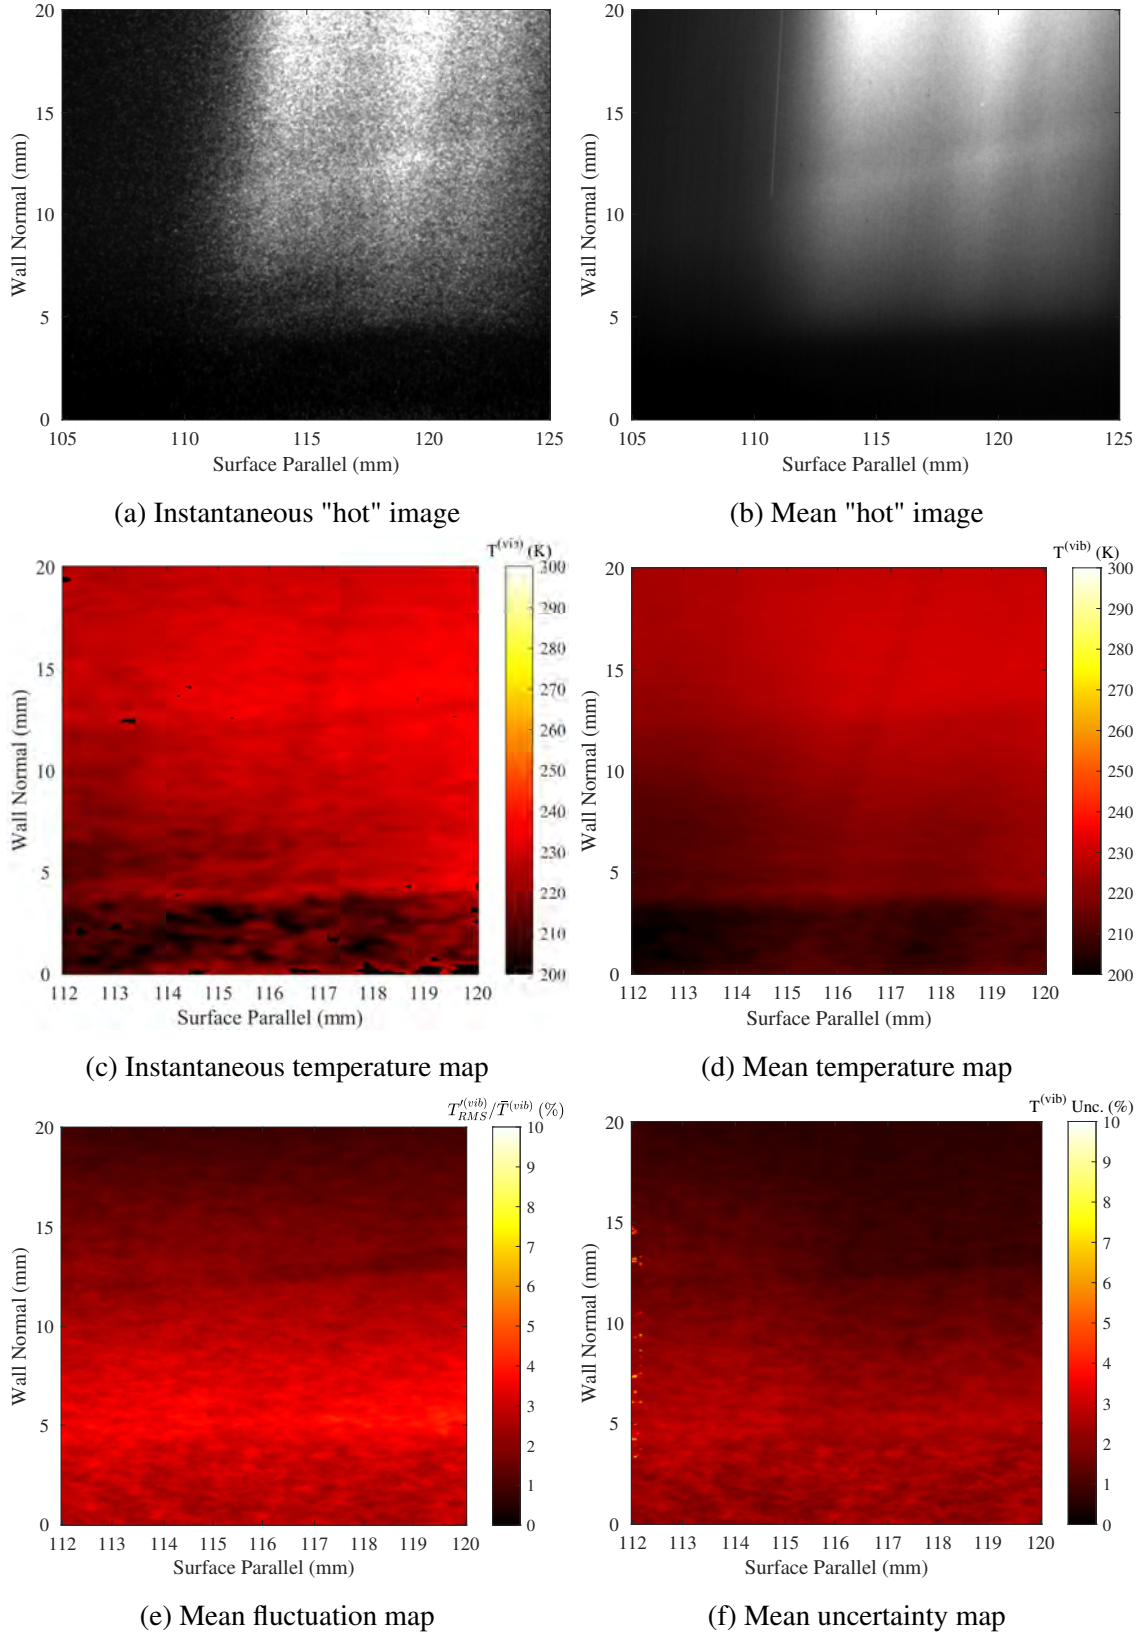 20
15
10
5
0
Wall Normal (mm)
105 110 115 120 125
Surface Parallel (mm)
(a) Instantaneous "hot" image
20
15
10
5
0
Wall Normal (mm)
105 110 115 120 125
Surface Parallel (mm)
(b) Mean "hot" image
T(vib) (K)
20
15
10
5
0
Wall Normal (mm)
112 113 114 115 116 117 118 119 120
Surface Parallel (mm)
300
290
280
270
260
250
240
230
220
210
200
(c) Instantaneous temperature map
T(vib) (K)
20
15
10
5
0
Wall Normal (mm)
112 113 114 115 116 117 118 119 120
Surface Parallel (mm)
300
290
280
270
260
250
240
230
220
210
200
(d) Mean temperature map
T′(vib)RMS/T̄(vib) (%)
20
15
10
5
0
Wall Normal (mm)
112 113 114 115 116 117 118 119 120
Surface Parallel (mm)
10
9
8
7
6
5
4
3
2
1
0
(e) Mean fluctuation map
T(vib) Unc. (%)
20
15
10
5
0
Wall Normal (mm)
112 113 114 115 116 117 118 119 120
Surface Parallel (mm)
10
9
8
7
6
5
4
3
2
1
0
(f) Mean uncertainty map